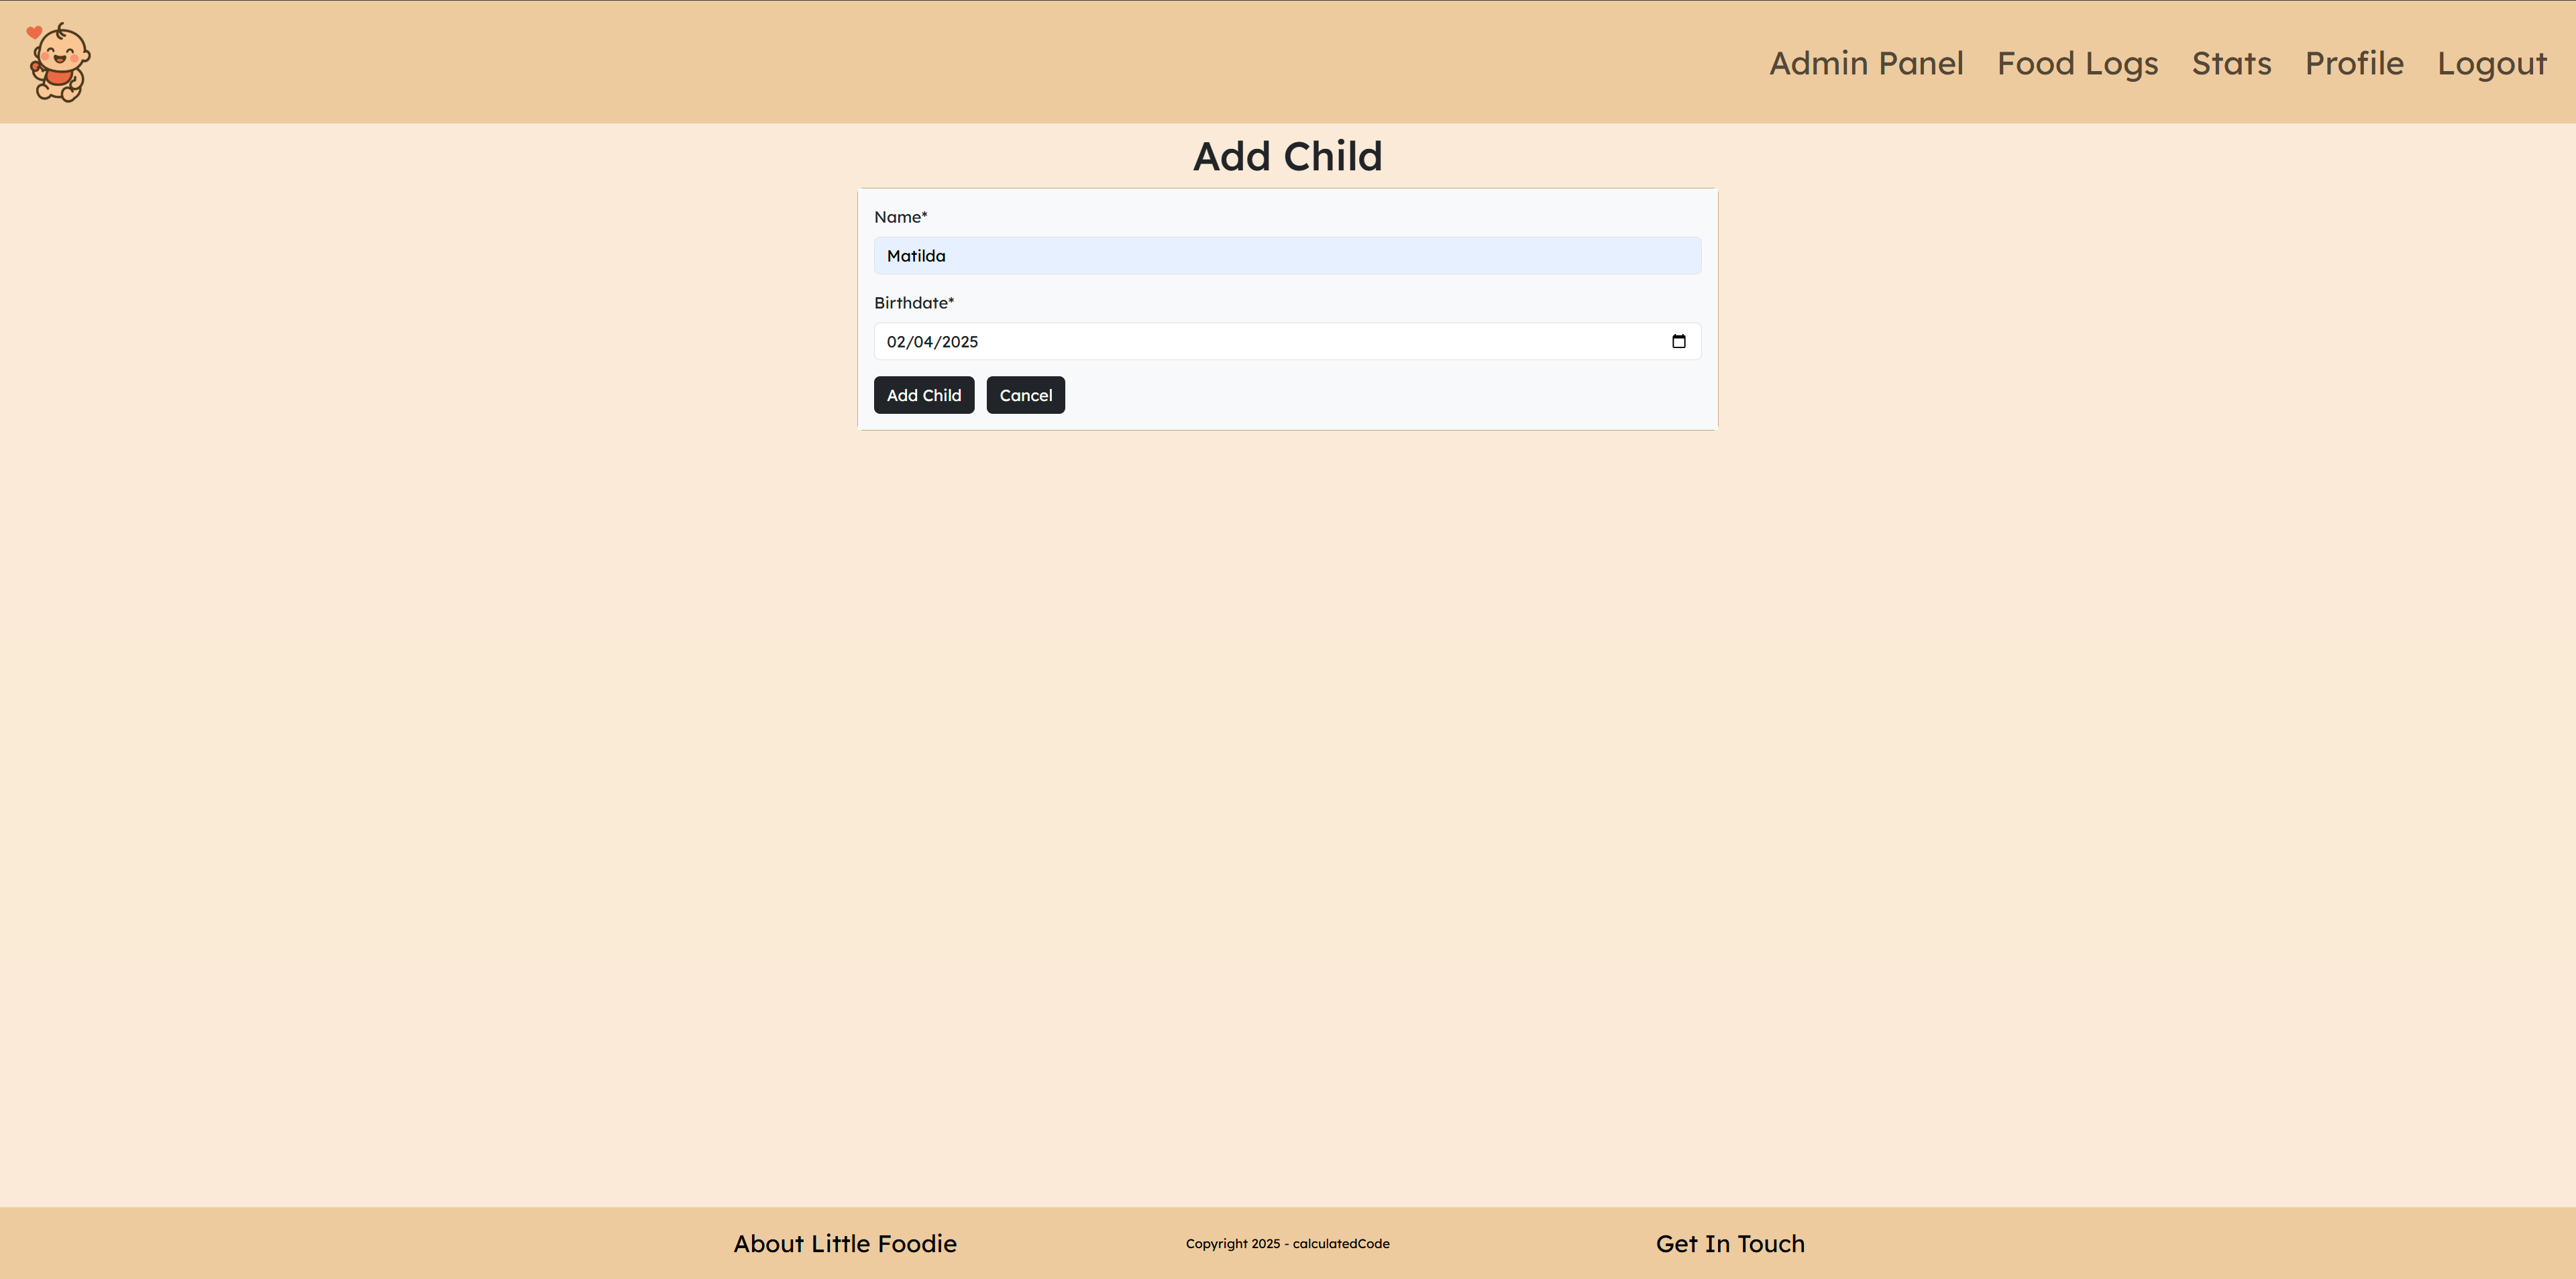 Admin Panel Food Logs Stats Profile Logout
Add Child
Name*
Matilda
Birthdate*
02/04/2025
Add Child Cancel
About Little Foodie Copyright 2025 - calculatedCode Get In Touch